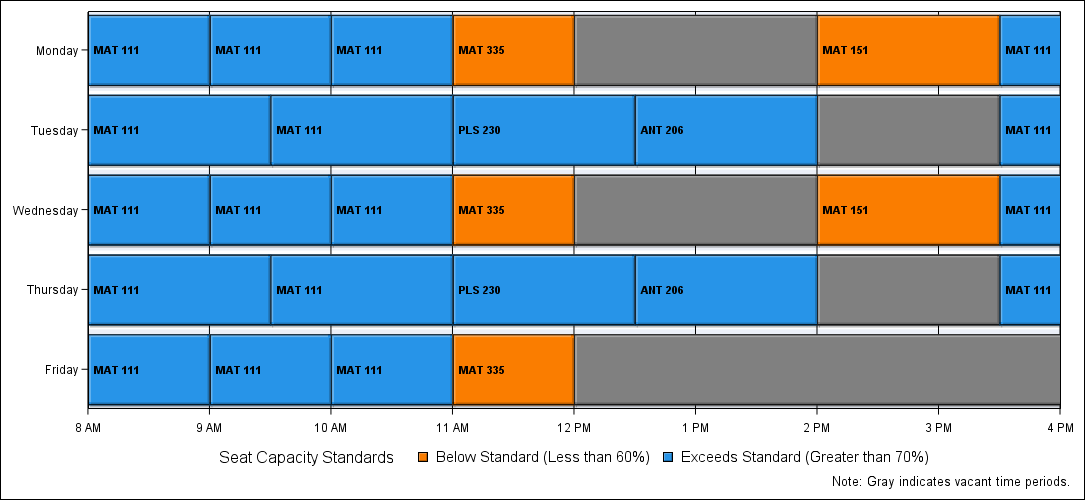 Monday MAT 111 MAT 111 MAT 111 MAT 335 MAT 151 MAT 111
Tuesday MAT 111 MAT 111 PLS 230 ANT 206 MAT 111
Wednesday MAT 111 MAT 111 MAT 111 MAT 335 MAT 151 MAT 111
Thursday MAT 111 MAT 111 PLS 230 ANT 206 MAT 111
Friday MAT 111 MAT 111 MAT 111 MAT 335
8 AM 9 AM 10 AM 11 AM 12 PM 1 PM 2 PM 3 PM 4 PM
Seat Capacity Standards Below Standard (Less than 60%) Exceeds Standard (Greater than 70%)
Note: Gray indicates vacant time periods.